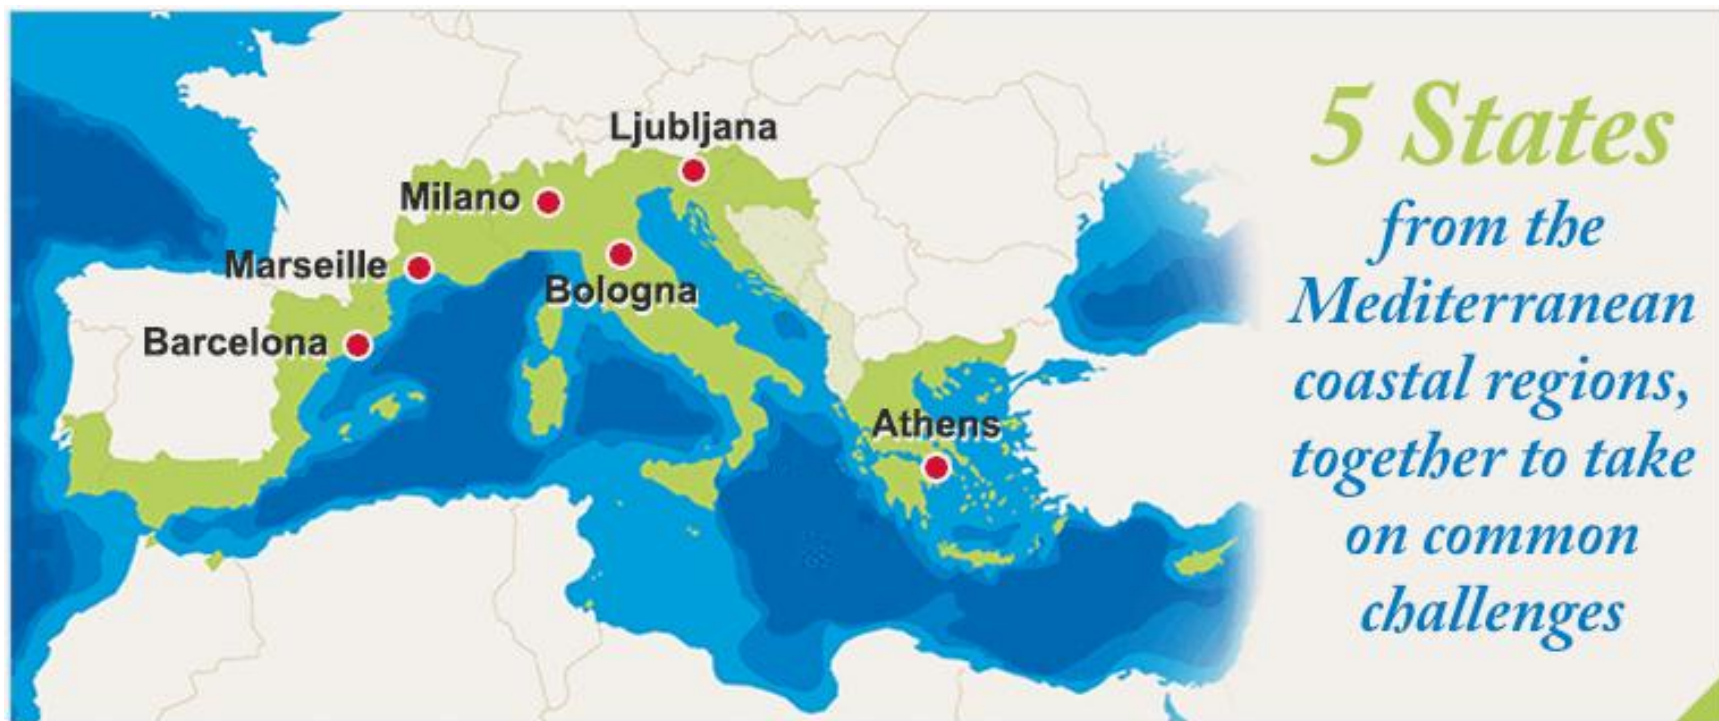 Ljubljana
Milano
Marseille
Bologna
Barcelona
Athens
5 States
from the
Mediterranean
coastal regions,
together to take
on common
challenges